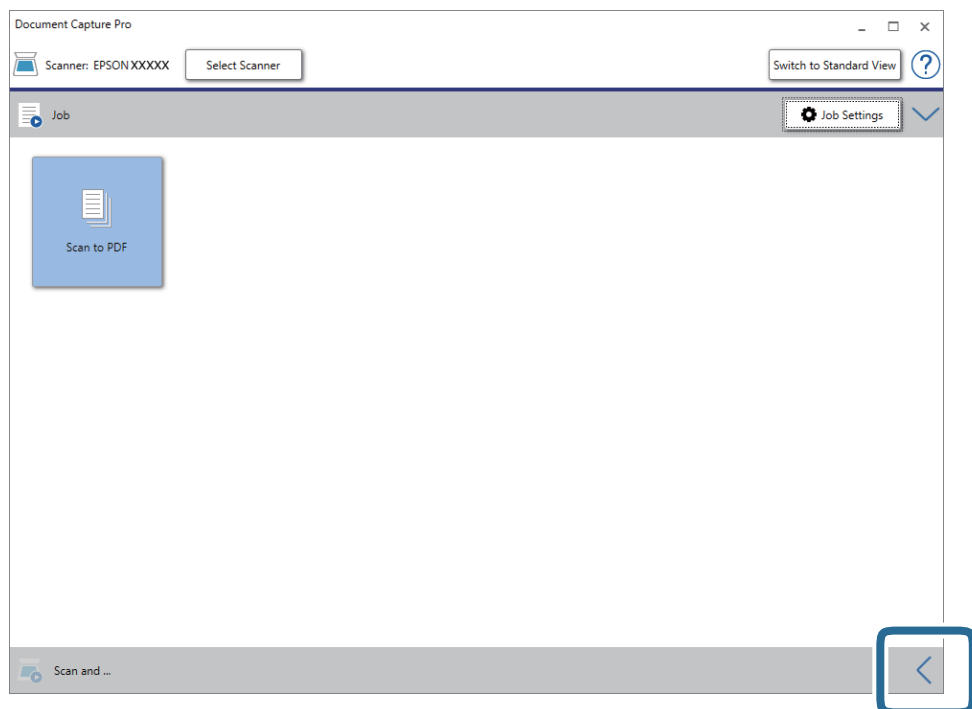 Document Capture Pro
Scanner: EPSON XXXXX
Select Scanner
Switch to Standard View
?
Job
Job Settings
Scan to PDF
Scan and ...